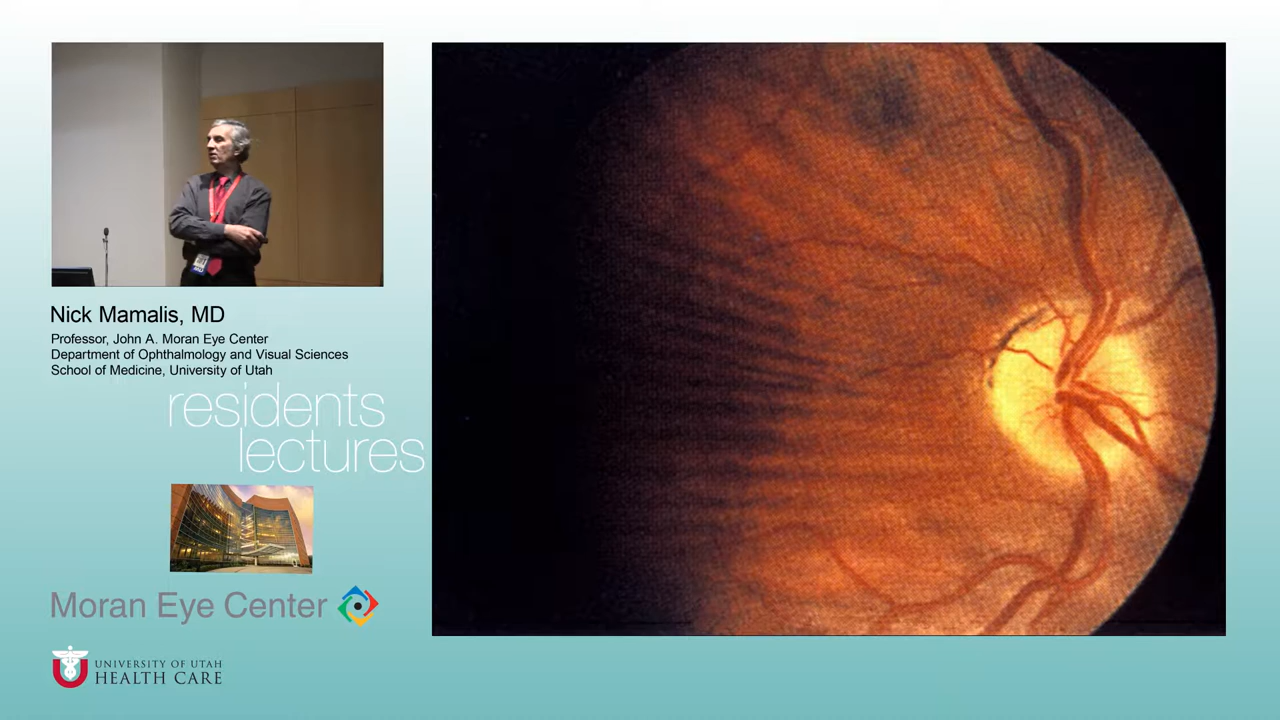 Nick Mamalis, MD
Professor, John A. Moran Eye Center
Department of Ophthalmology and Visual Sciences
School of Medicine, University of Utah
residents
lectures
Moran Eye Center
UNIVERSITY OF UTAH
HEALTH CARE